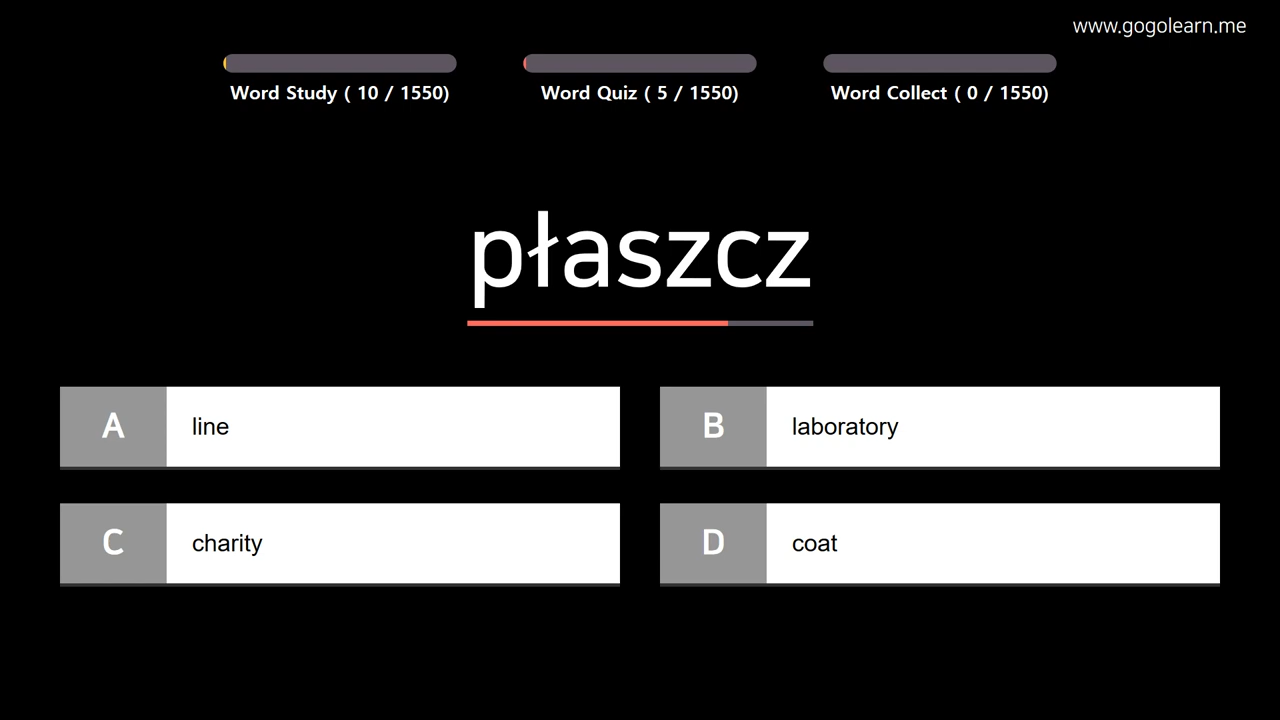 www.gogolearn.me
Word Study ( 10 / 1550)
Word Quiz ( 5 / 1550)
Word Collect ( 0 / 1550)
płaszcz
A line
B laboratory
C charity
D coat